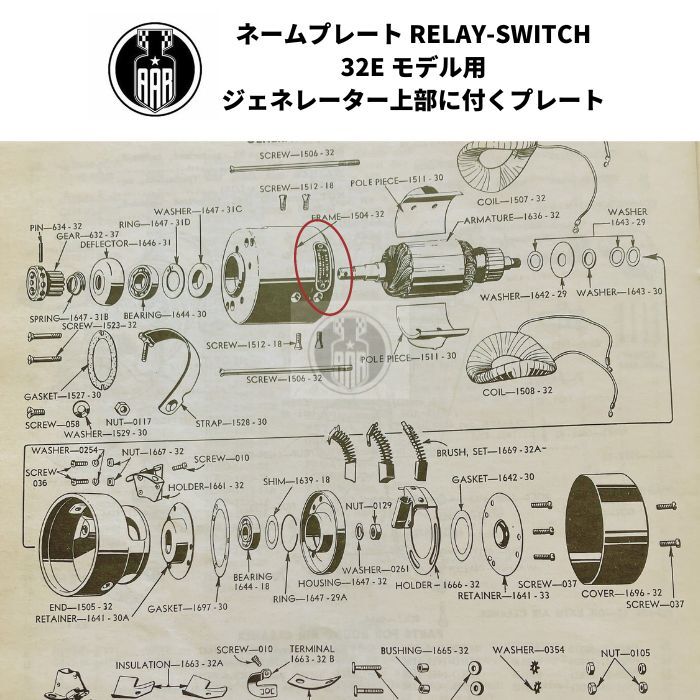 AAR
ネームプレート RELAY-SWITCH
32E モデル用
ジェネレーター上部に付くプレート
SCREW—1506 - 32
SCREW—1512 - 18
POLE PIECE—1511 - 30
COIL—1507 - 32
WASHER—1647 - 31C
RING—1647 - 31D
FRAME—1504 - 32
ARMATURE—1636 - 32
WASHER
1643 - 29
PIN—634 - 32
GEAR—632 - 37
DEFLECTOR—1646 - 31
WASHER—1642 - 29
WASHER—1643 - 30
SPRING—1647 - 31B
BEARING—1644 - 30
SCREW—1523 - 32
SCREW—1512 - 18
POLE PIECE—1511 - 30
AAR
SCREW—1506 - 32
COIL—1508 - 32
GASKET—1527 - 30
SCREW—058
NUT—0117
STRAP—1528 - 30
WASHER—1529 - 30
WASHER—0254
NUT—1667 - 32
SCREW—010
BRUSH, SET—1669 - 32A
SCREW
036
HOLDER—1661 - 32
SHIM—1639 - 18
NUT—0129
GASKET—1642 - 30
WASHER—0261
BEARING
1644 - 18
HOUSING—1647 - 32
HOLDER—1666 - 32
SCREW—037
COVER—1696 - 32
END—1505 - 32
RETAINER—1641 - 30A
GASKET—1697 - 30
RING—1647 - 29A
RETAINER—1641 - 33
SCREW—037
SCREW—010
TERMINAL
1663 - 32 B
BUSHING—1665 - 32
WASHER—0354
NUT—0105
INSULATION—1663 - 32A